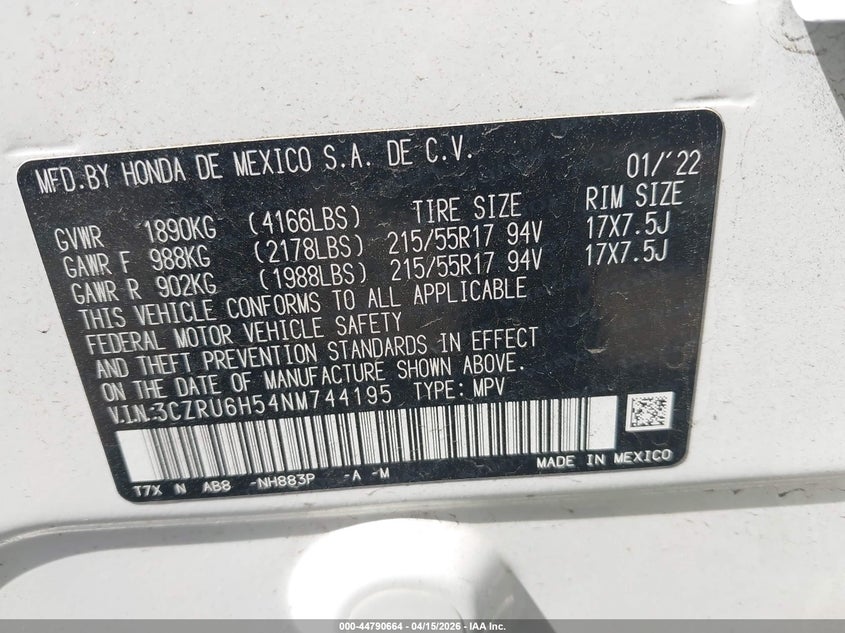 MFD.BY HONDA DE MEXICO S.A. DE C.V. 01/'22
GVWR 1890KG (4166LBS) TIRE SIZE RIM SIZE
GAWR F 988KG (2178LBS) 215/55R17 94V 17X7.5J
GAWR R 902KG (1988LBS) 215/55R17 94V 17X7.5J
THIS VEHICLE CONFORMS TO ALL APPLICABLE
FEDERAL MOTOR VEHICLE SAFETY
AND THEFT PREVENTION STANDARDS IN EFFECT
ON THE DATE OF MANUFACTURE SHOWN ABOVE.
V.I.N:3CZRU6H54NM744195 TYPE: MPV
MADE IN MEXICO
T7X N AB8 -NH883P -A -M
000-44790664 - 04/15/2026 - IAA Inc.